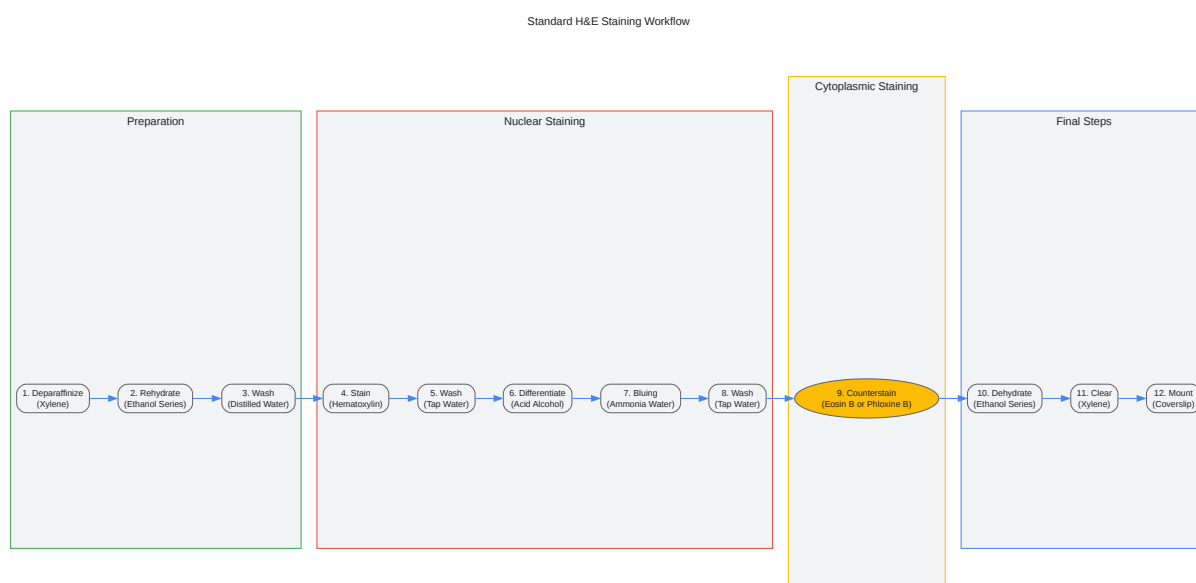 Standard H&E Staining Workflow
Preparation
1. Deparaffinize
(Xylene)
2. Rehydrate
(Ethanol Series)
3. Wash
(Distilled Water)
Nuclear Staining
4. Stain
(Hematoxylin)
5. Wash
(Tap Water)
6. Differentiate
(Acid Alcohol)
7. Bluing
(Ammonia Water)
8. Wash
(Tap Water)
Cytoplasmic Staining
9. Counterstain
(Eosin B or Phloxine B)
Final Steps
10. Dehydrate
(Ethanol Series)
11. Clear
(Xylene)
12. Mount
(Coverslip)